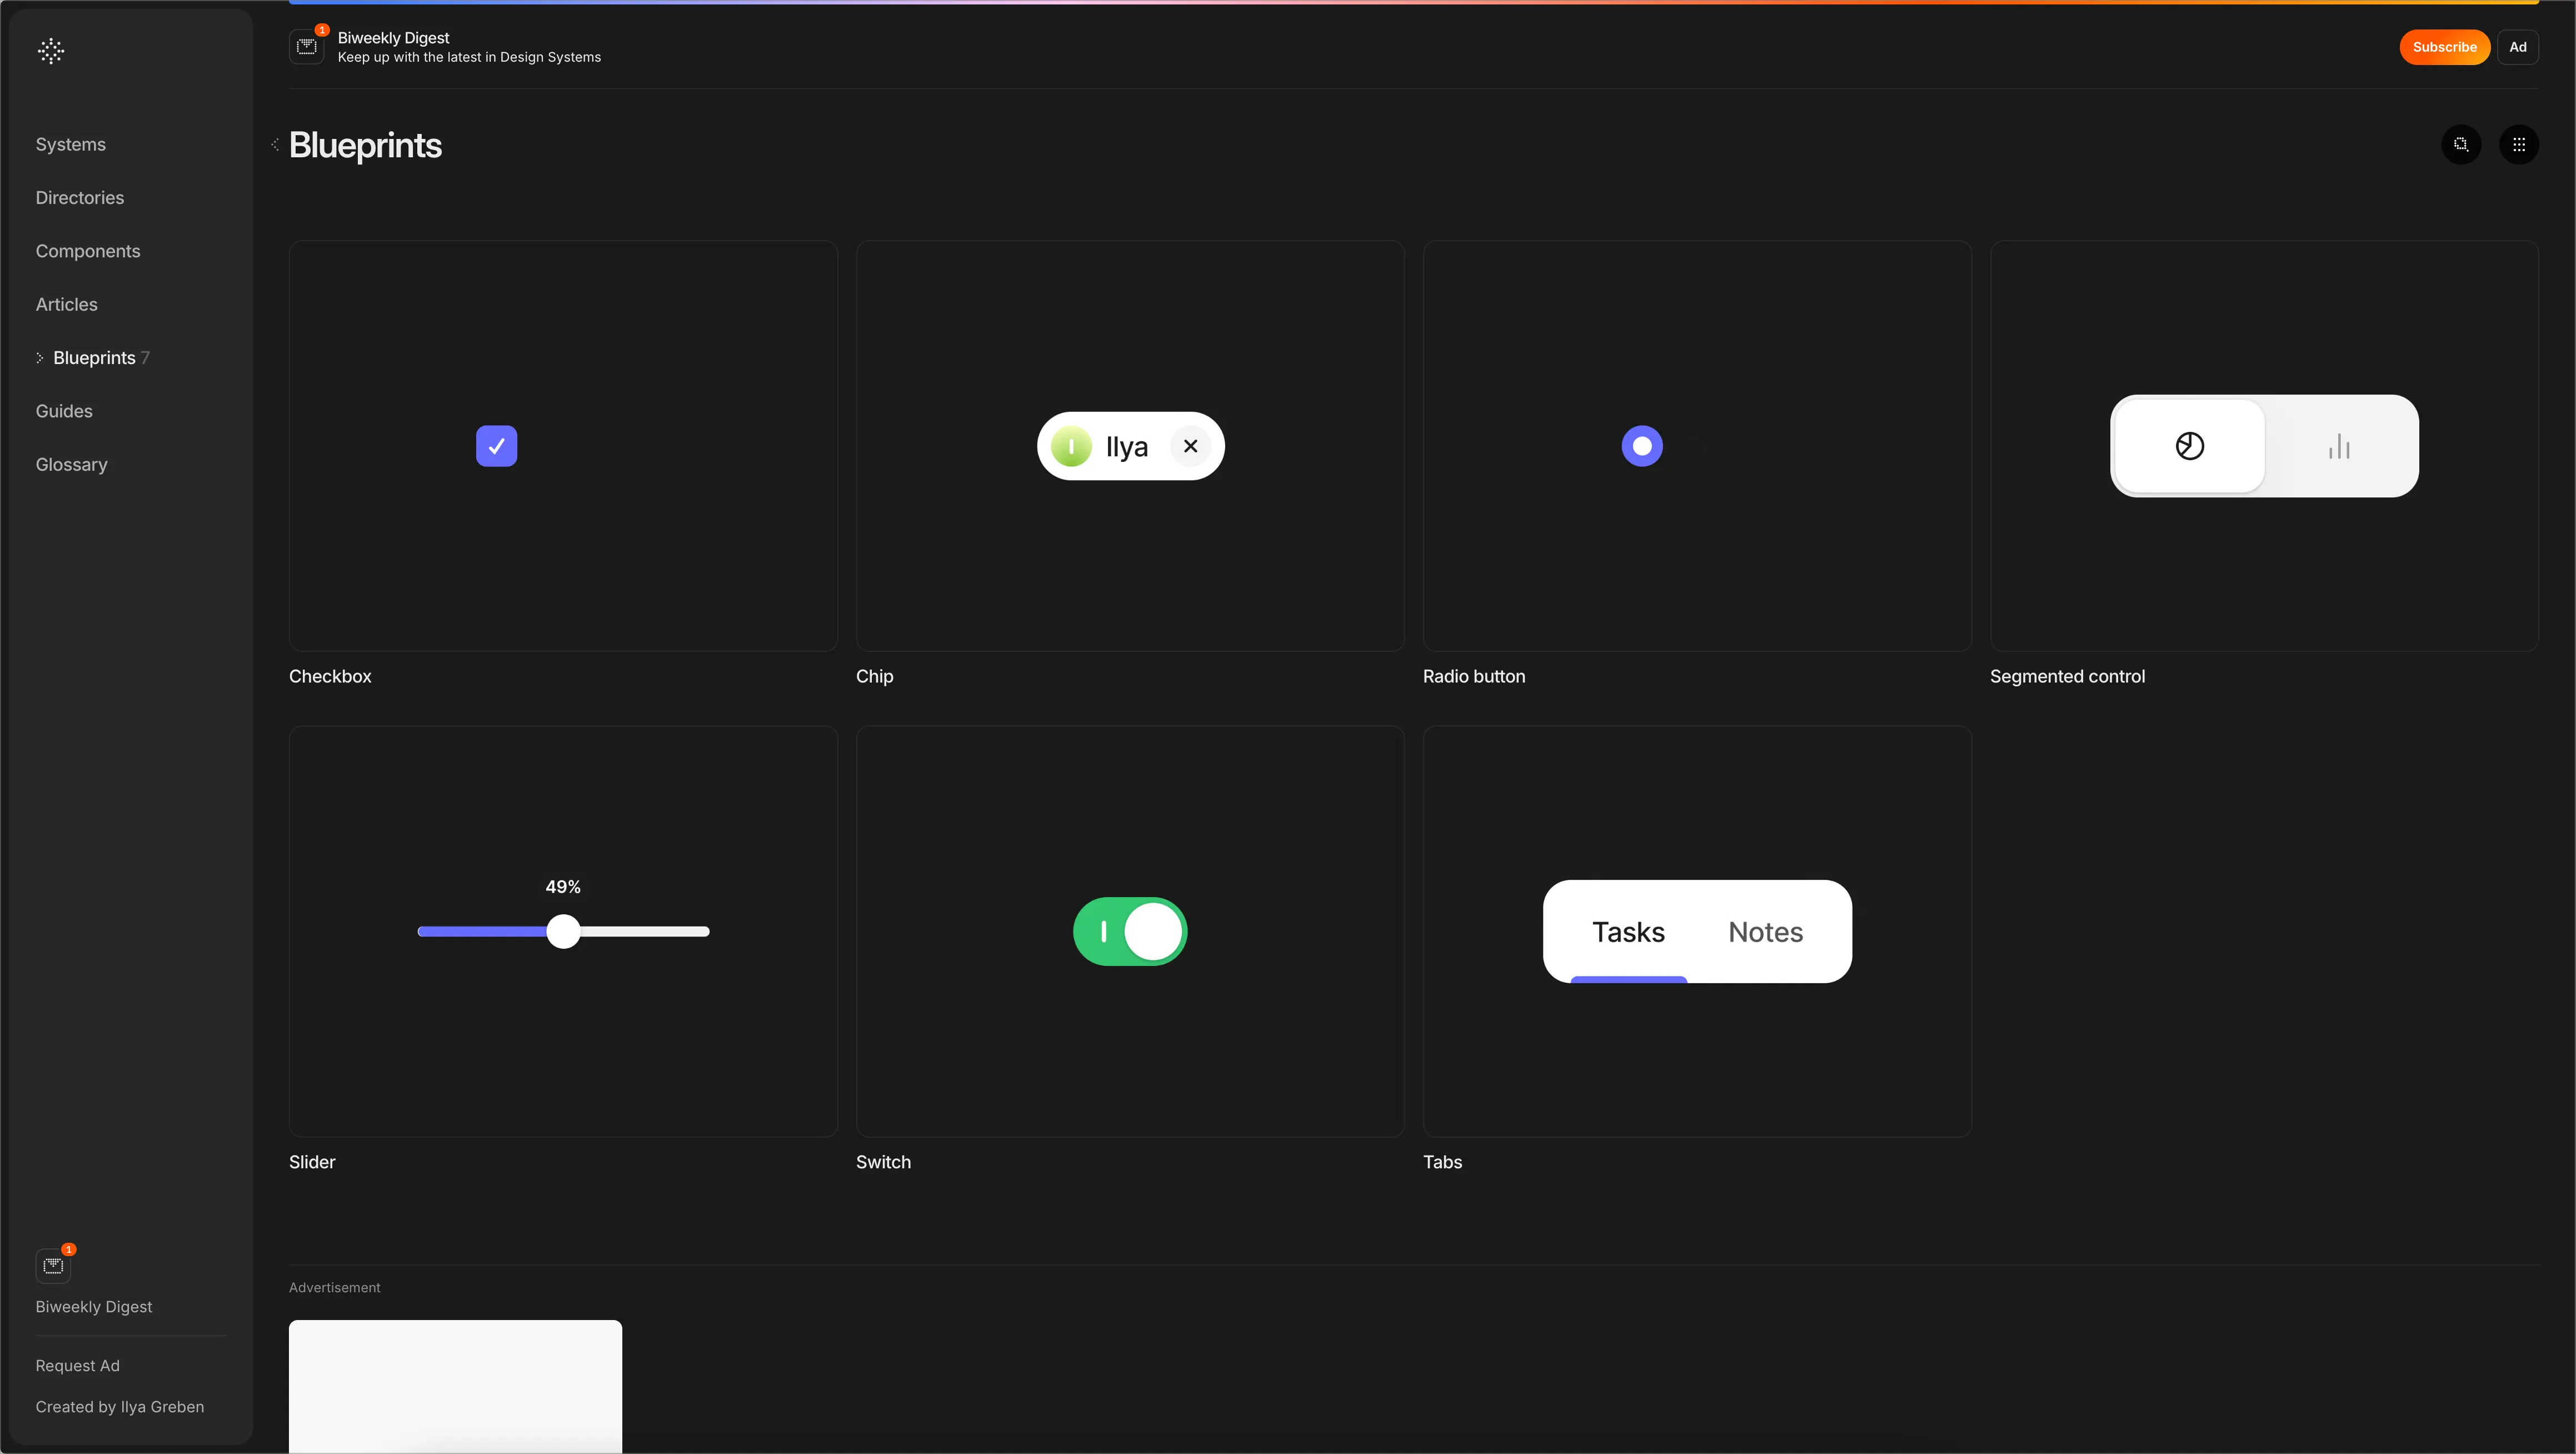 1
Biweekly Digest
Keep up with the latest in Design Systems
Subscribe
Ad
Systems
Directories
Components
Articles
Blueprints 7
Guides
Glossary
Blueprints
Ilya
Checkbox
Chip
Radio button
Segmented control
49%
Tasks
Notes
Slider
Switch
Tabs
1
Biweekly Digest
Request Ad
Created by Ilya Greben
Advertisement